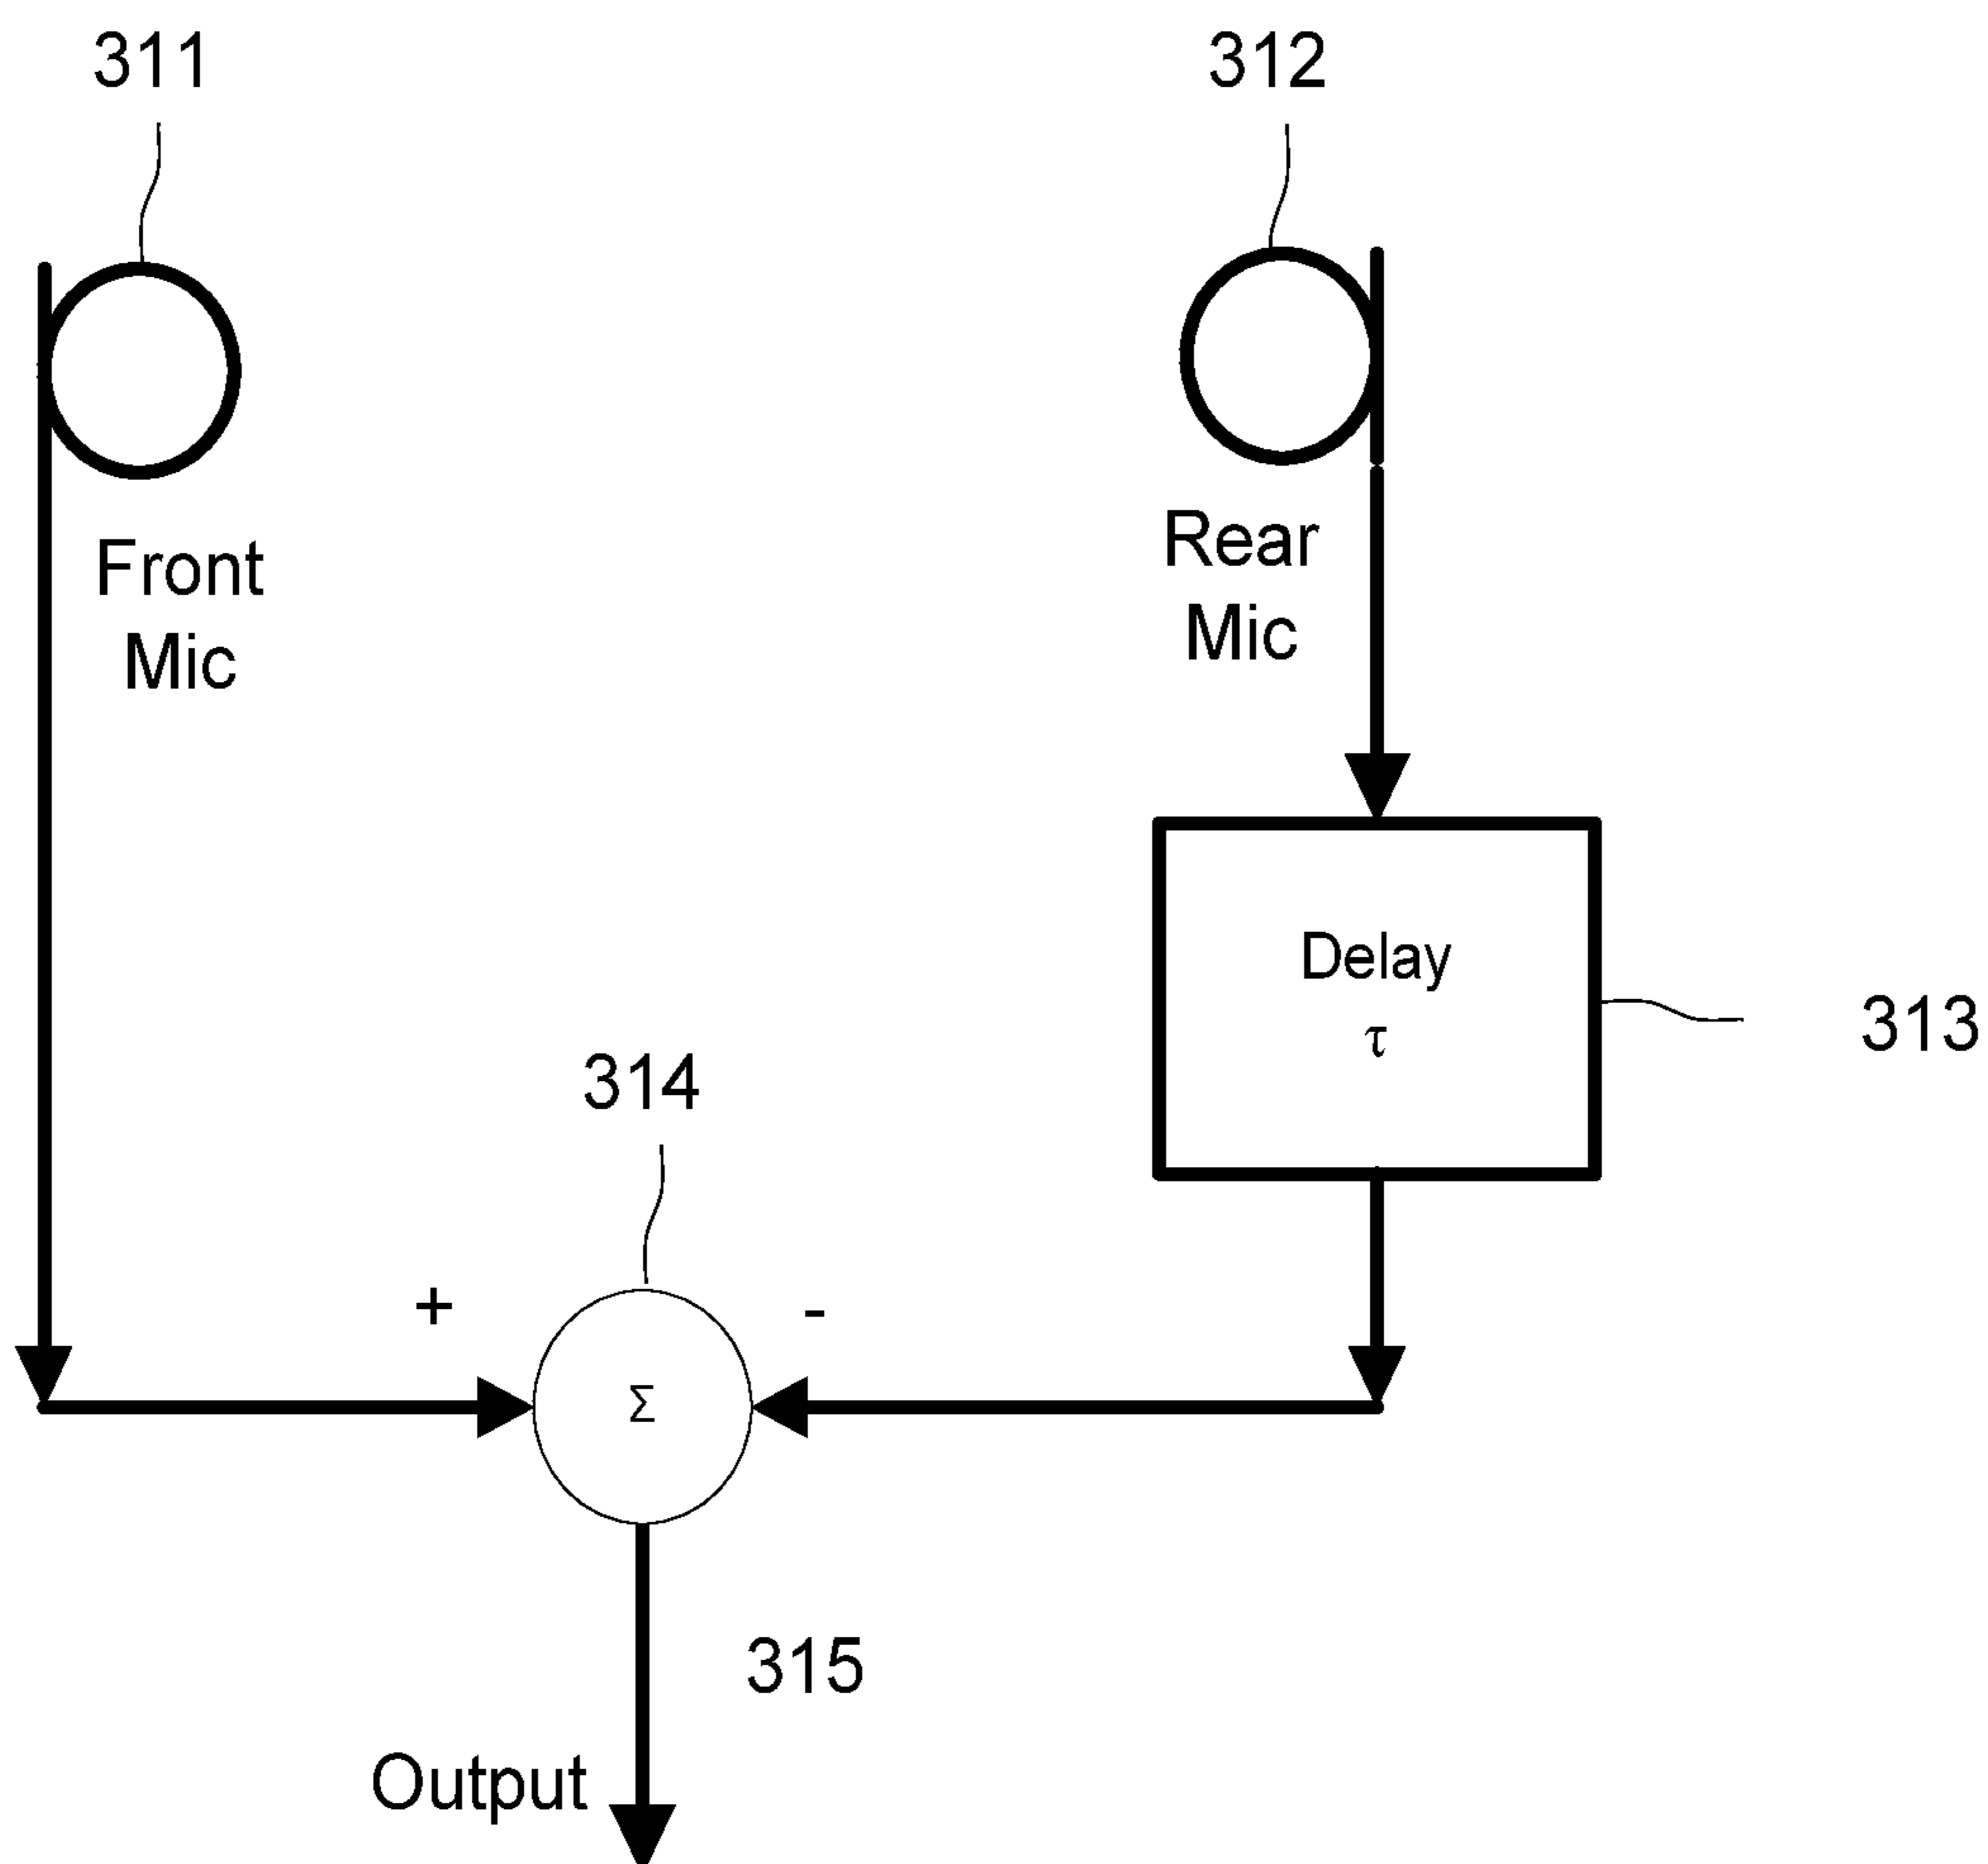 311
312
Front
Mic
Rear
Mic
Delay
τ
313
314
+
-
Σ
315
Output